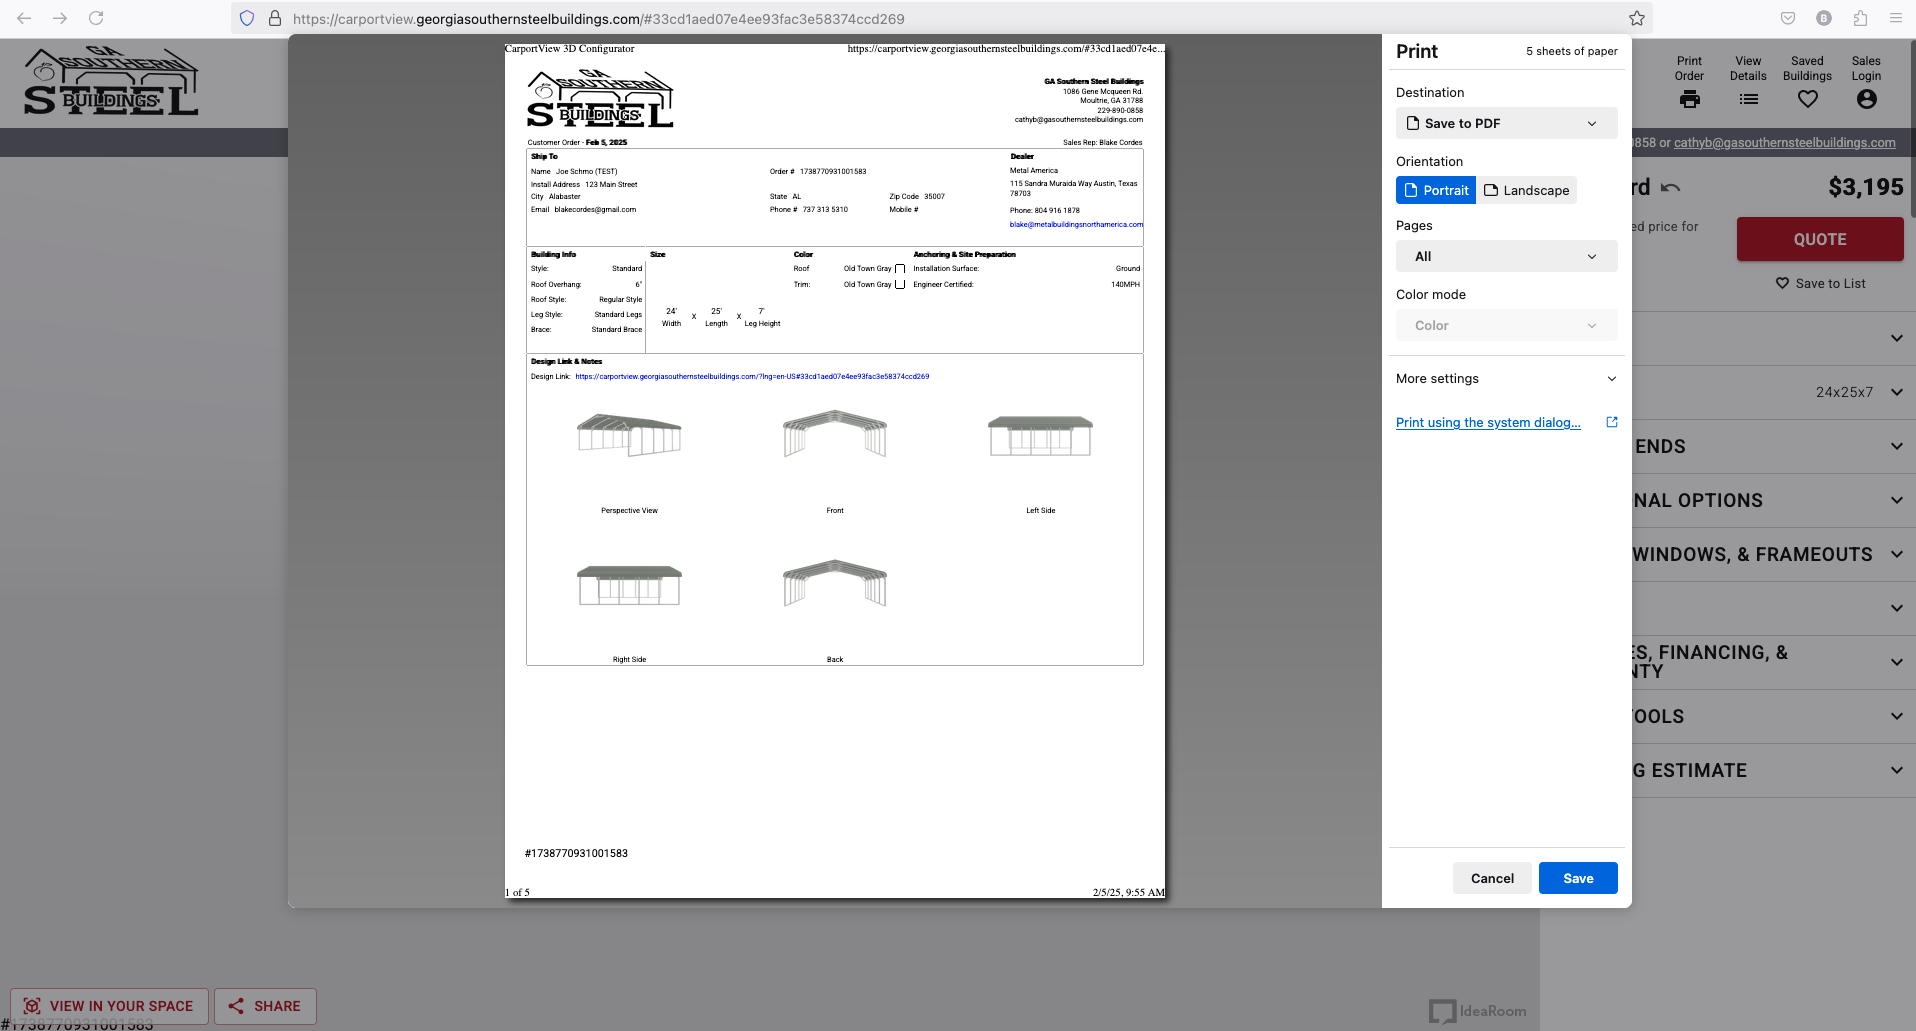 https://carportview.georgiasouthernsteelbuildings.com/#33cd1aed07e4ee93fac3e58374ccd269
GA
SOUTHERN
STEEL
BUILDINGS
Print Order
View Details
Saved Buildings
Sales Login
0858 or cathyb@gasouthernsteelbuildings.com
rd
$3,195
ed price for
QUOTE
Save to List
24x25x7
ENDS
NAL OPTIONS
WINDOWS, & FRAMEOUTS
ES, FINANCING, &
NTY
TOOLS
G ESTIMATE
CarportView 3D Configurator
https://carportview.georgiasouthernsteelbuildings.com/#33cd1aed07e4e...
GA
SOUTHERN
STEEL
BUILDINGS
GA Southern Steel Buildings
1086 Gene Mcqueen Rd.
Moultrie, GA 31788
229-890-0858
cathyb@gasouthernsteelbuildings.com
Customer Order - Feb 5, 2025
Sales Rep: Blake Cordes
Ship To
Name Joe Schmo (TEST)
Order # 1738770931001583
Install Address 123 Main Street
City Alabaster
State AL
Zip Code 35007
Email blakecordes@gmail.com
Phone # 737 313 5310
Mobile #
Dealer
Metal America
115 Sandra Muraida Way Austin, Texas
78703
Phone: 804 916 1878
blake@metalbuildingsnorthamerica.com
Building Info
Style: Standard
Roof Overhang: 6"
Roof Style: Regular Style
Leg Style: Standard Legs
Brace: Standard Brace
Size
24' x 25' x 7'
Width Length Leg Height
Color
Roof Old Town Gray
Trim: Old Town Gray
Anchoring & Site Preparation
Installation Surface: Ground
Engineer Certified: 140MPH
Design Link & Notes
Design Link: https://carportview.georgiasouthernsteelbuildings.com/?lng=en-US#33cd1aed07e4ee93fac3e58374ccd269
Perspective View
Front
Left Side
Right Side
Back
#1738770931001583
1 of 5
2/5/25, 9:55 AM
Print
5 sheets of paper
Destination
Save to PDF
Orientation
Portrait
Landscape
Pages
All
Color mode
Color
More settings
Print using the system dialog...
Cancel
Save
VIEW IN YOUR SPACE
SHARE
#1738770931001583
IdeaRoom
B